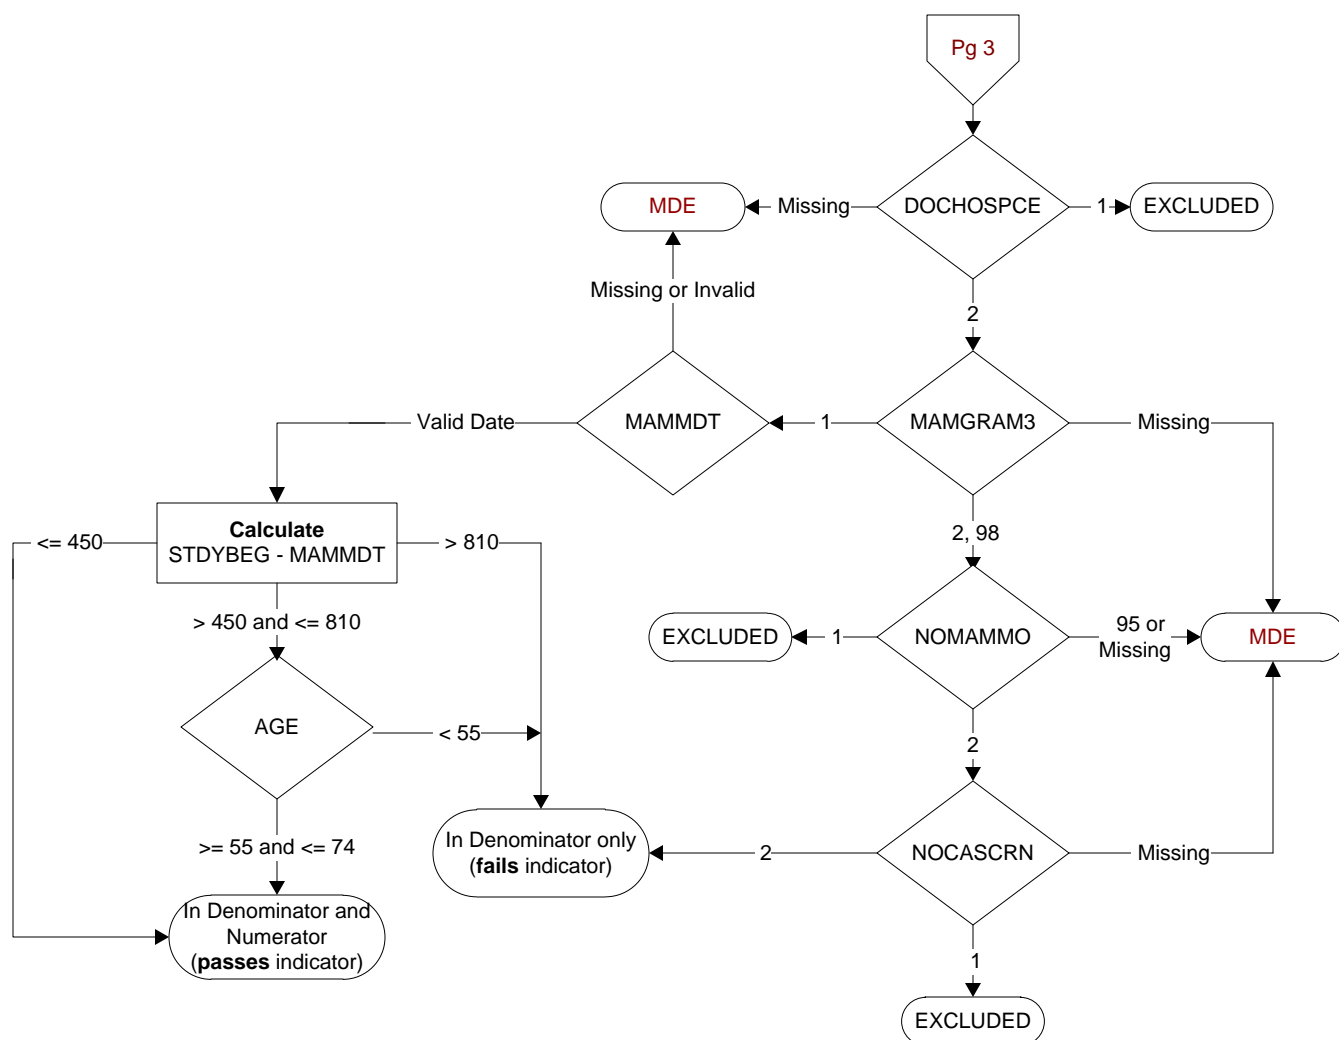 Pg 3
MDE
Missing
DOCHOSPCE
1
EXCLUDED
Missing or Invalid
2
Valid Date
MAMMDT
1
MAMGRAM3
Missing
Calculate
STDYBEG - MAMMDT
<= 450
> 810
2, 98
> 450 and <= 810
EXCLUDED
1
NOMAMMO
95 or
Missing
MDE
AGE
< 55
2
>= 55 and <= 74
In Denominator only
(fails indicator)
2
NOCASCRN
Missing
In Denominator and
Numerator
(passes indicator)
1
EXCLUDED